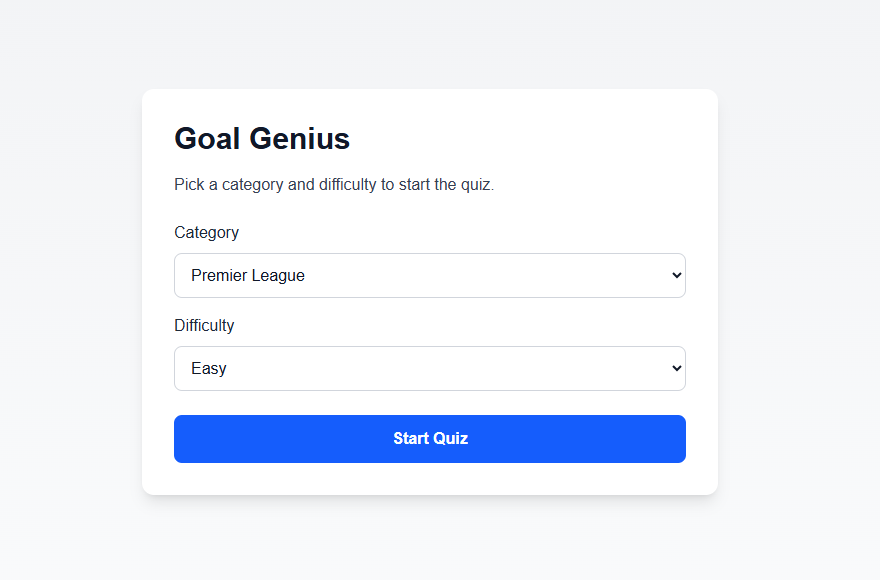 Goal Genius
Pick a category and difficulty to start the quiz.
Category
Premier League
Difficulty
Easy
Start Quiz